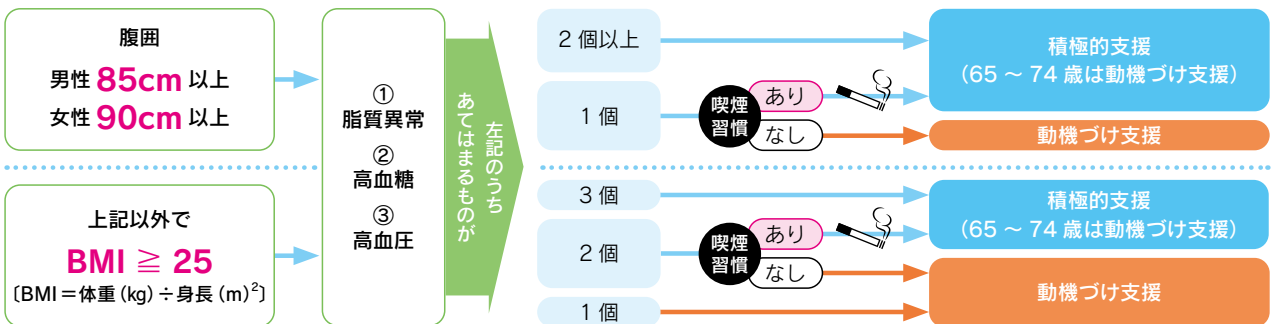 腹囲
男性 85cm 以上
女性 90cm 以上
上記以外で
BMI ≧ 25
〔BMI＝体重(kg)÷身長(m)²〕
①
脂質異常
②
高血糖
③
高血圧
左記のうち
あてはまるものが
2 個以上
積極的支援
（65 ～ 74 歳は動機づけ支援）
1 個
喫煙
習慣
あり
なし
動機づけ支援
3 個
積極的支援
（65 ～ 74 歳は動機づけ支援）
2 個
喫煙
習慣
あり
なし
動機づけ支援
1 個